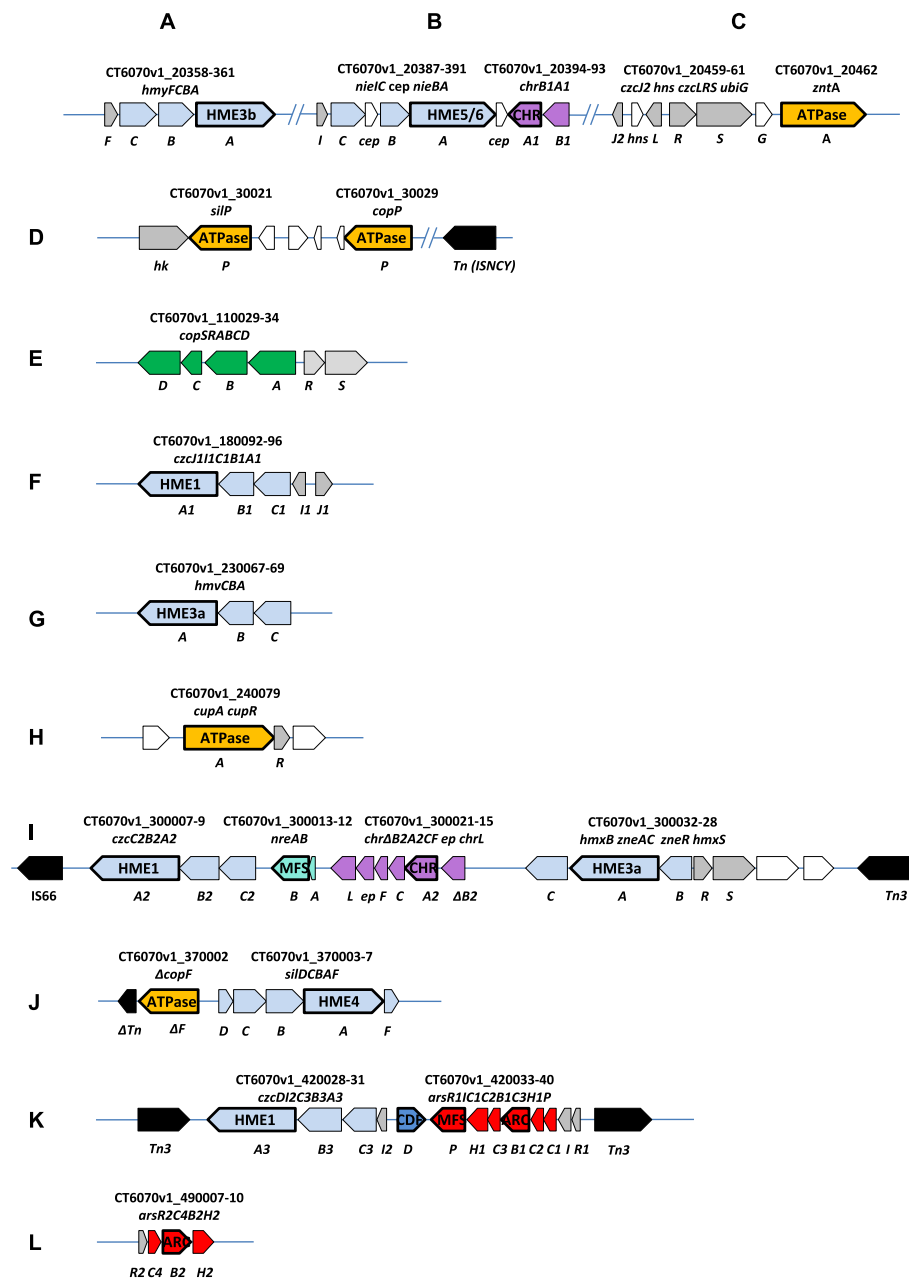 A B C
CT6070v1_20358-361 CT6070v1_20387-391 CT6070v1_20394-93 CT6070v1_20459-61 CT6070v1_20462
hmyFCBA nieIC cep nieBA chrB1A1 czcJ2 hns czcLRS ubiG zntA
HME3b HME5/6 CHR ATPase
F C B A I C cep B A cep A1 B1 J2 hns L R S G A
CT6070v1_30021 CT6070v1_30029
silP copP
D ATPase ATPase
hk P P Tn (ISNCY)
CT6070v1_110029-34
copSRABCD
E
D C B A R S
CT6070v1_180092-96
czcJ1I1C1B1A1
F HME1
A1 B1 C1 I1 J1
CT6070v1_230067-69
hmvCBA
G HME3a
A B C
CT6070v1_240079
cupA cupR
H ATPase
A R
I
CT6070v1_300007-9 CT6070v1_300013-12 CT6070v1_300021-15 CT6070v1_300032-28
czcC2B2A2 nreAB chrΔB2A2CF ep chrL hmxB zneAC zneR hmxS
HME1 MFS CHR HME3a
IS66 A2 B2 C2 B A L ep F C A2 ΔB2 C A B R S Tn3
CT6070v1_370002 CT6070v1_370003-7
ΔcopF silDCBAF
J ATPase HME4
ΔTn ΔF D C B A F
CT6070v1_420028-31 CT6070v1_420033-40
czcDI2C3B3A3 arsR1IC1C2B1C3H1P
K HME1 CDF MFS ARC
Tn3 A3 B3 C3 I2 D P H1 C3 B1 C2 C1 I R1 Tn3
CT6070v1_490007-10
arsR2C4B2H2
L ARC
R2 C4 B2 H2